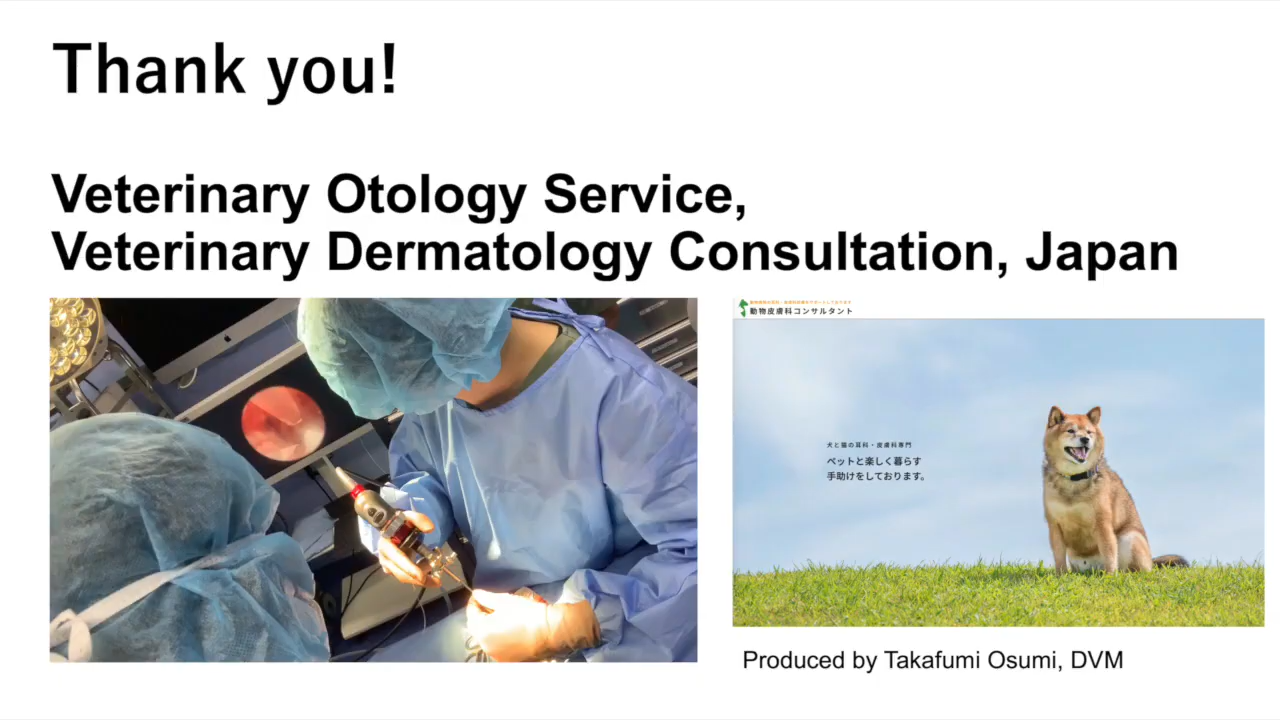 Thank you!
Veterinary Otology Service,
Veterinary Dermatology Consultation, Japan
動物皮膚科コンサルタント
犬と猫の耳科・皮膚科専門
ペットと楽しく暮らす
手助けをしております。
Produced by Takafumi Osumi, DVM